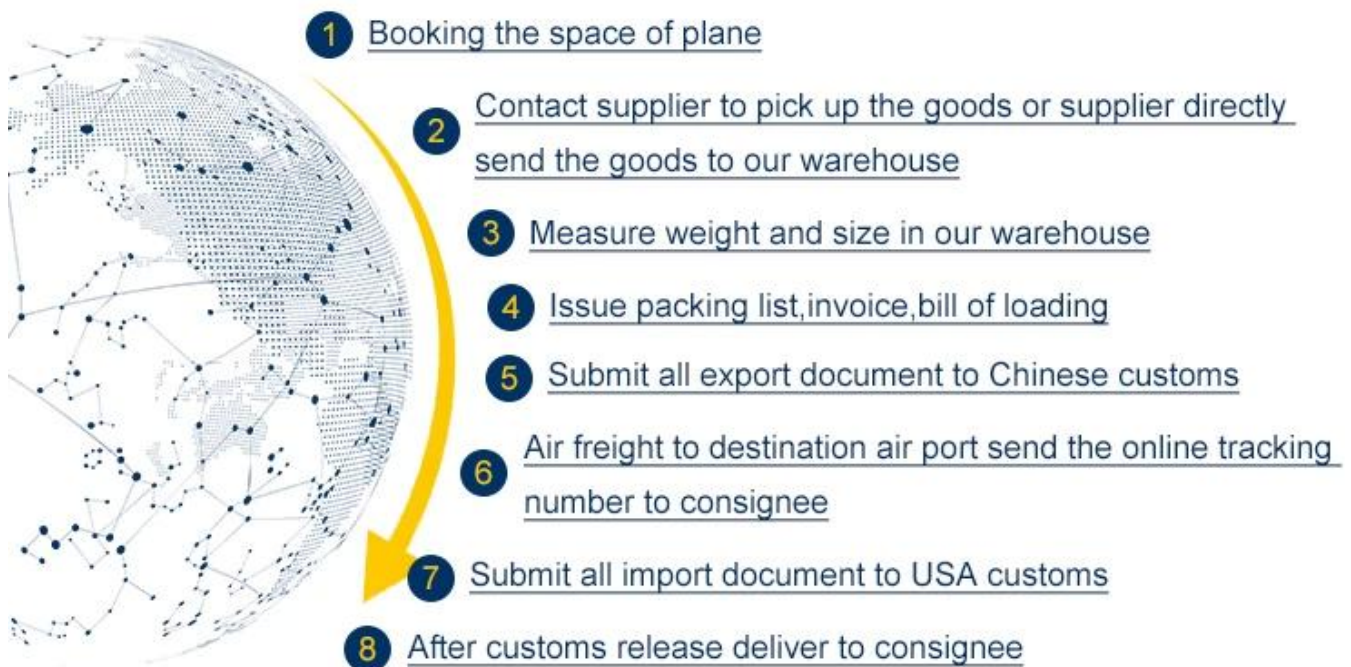 1 Booking the space of plane
2 Contact supplier to pick up the goods or supplier directly
send the goods to our warehouse
3 Measure weight and size in our warehouse
4 Issue packing list,invoice,bill of loading
5 Submit all export document to Chinese customs
6 Air freight to destination air port send the online tracking
number to consignee
7 Submit all import document to USA customs
8 After customs release deliver to consignee